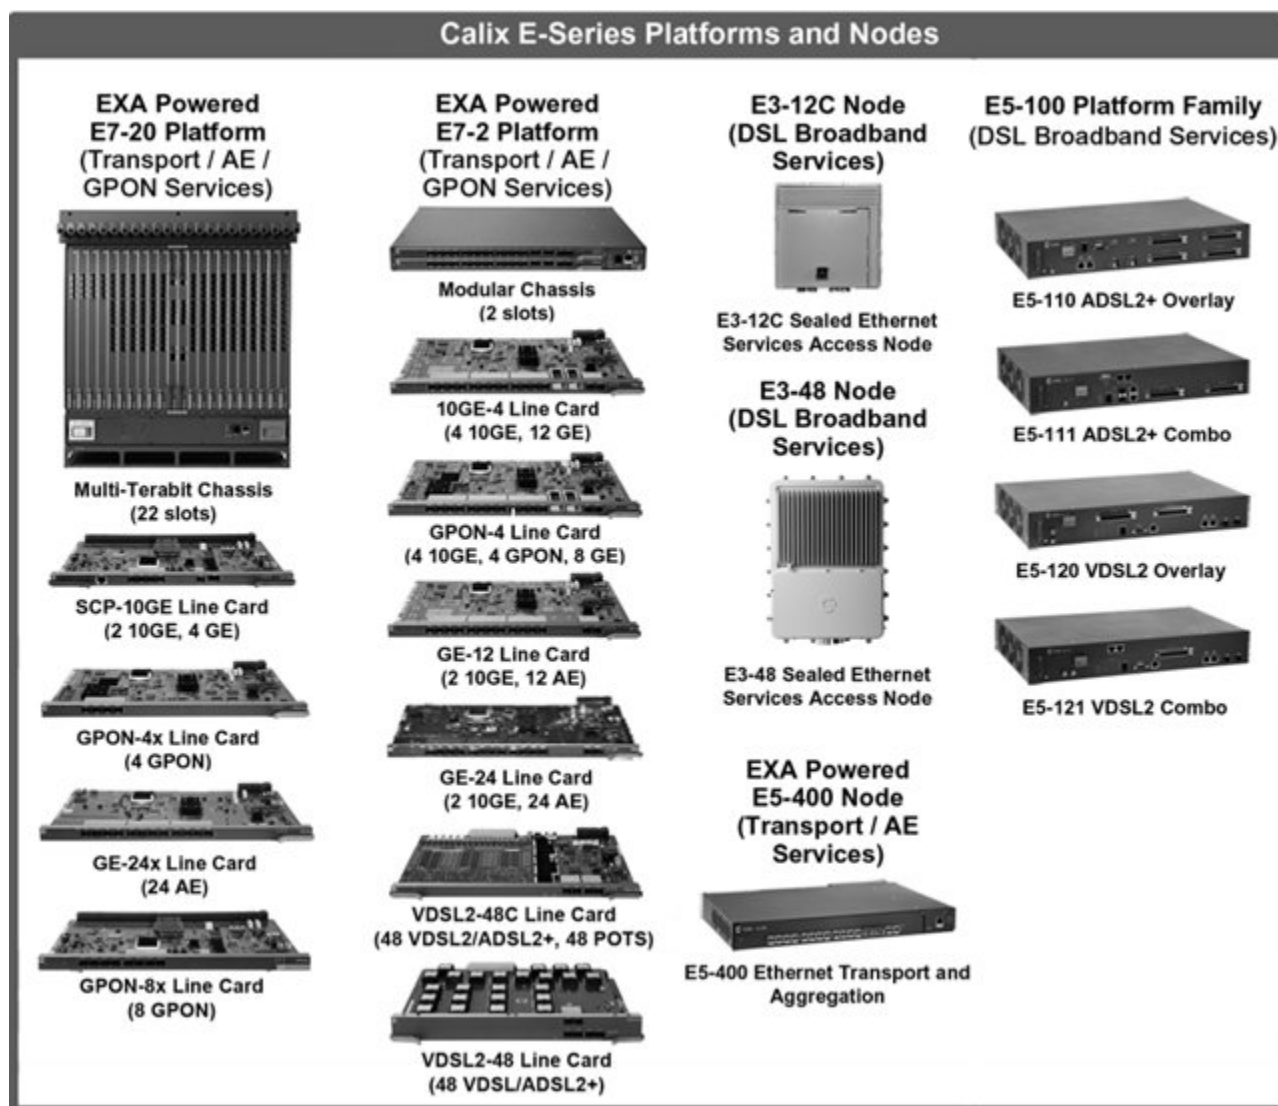 Calix E-Series Platforms and Nodes
EXA Powered
E7-20 Platform
(Transport / AE /
GPON Services)
Multi-Terabit Chassis
(22 slots)
SCP-10GE Line Card
(2 10GE, 4 GE)
GPON-4x Line Card
(4 GPON)
GE-24x Line Card
(24 AE)
GPON-8x Line Card
(8 GPON)
EXA Powered
E7-2 Platform
(Transport / AE /
GPON Services)
Modular Chassis
(2 slots)
10GE-4 Line Card
(4 10GE, 12 GE)
GPON-4 Line Card
(4 10GE, 4 GPON, 8 GE)
GE-12 Line Card
(2 10GE, 12 AE)
GE-24 Line Card
(2 10GE, 24 AE)
VDSL2-48C Line Card
(48 VDSL2/ADSL2+, 48 POTS)
VDSL2-48 Line Card
(48 VDSL/ADSL2+)
E3-12C Node
(DSL Broadband
Services)
E3-12C Sealed Ethernet
Services Access Node
E3-48 Node
(DSL Broadband
Services)
E3-48 Sealed Ethernet
Services Access Node
EXA Powered
E5-400 Node
(Transport / AE
Services)
E5-400 Ethernet Transport and
Aggregation
E5-100 Platform Family
(DSL Broadband Services)
E5-110 ADSL2+ Overlay
E5-111 ADSL2+ Combo
E5-120 VDSL2 Overlay
E5-121 VDSL2 Combo